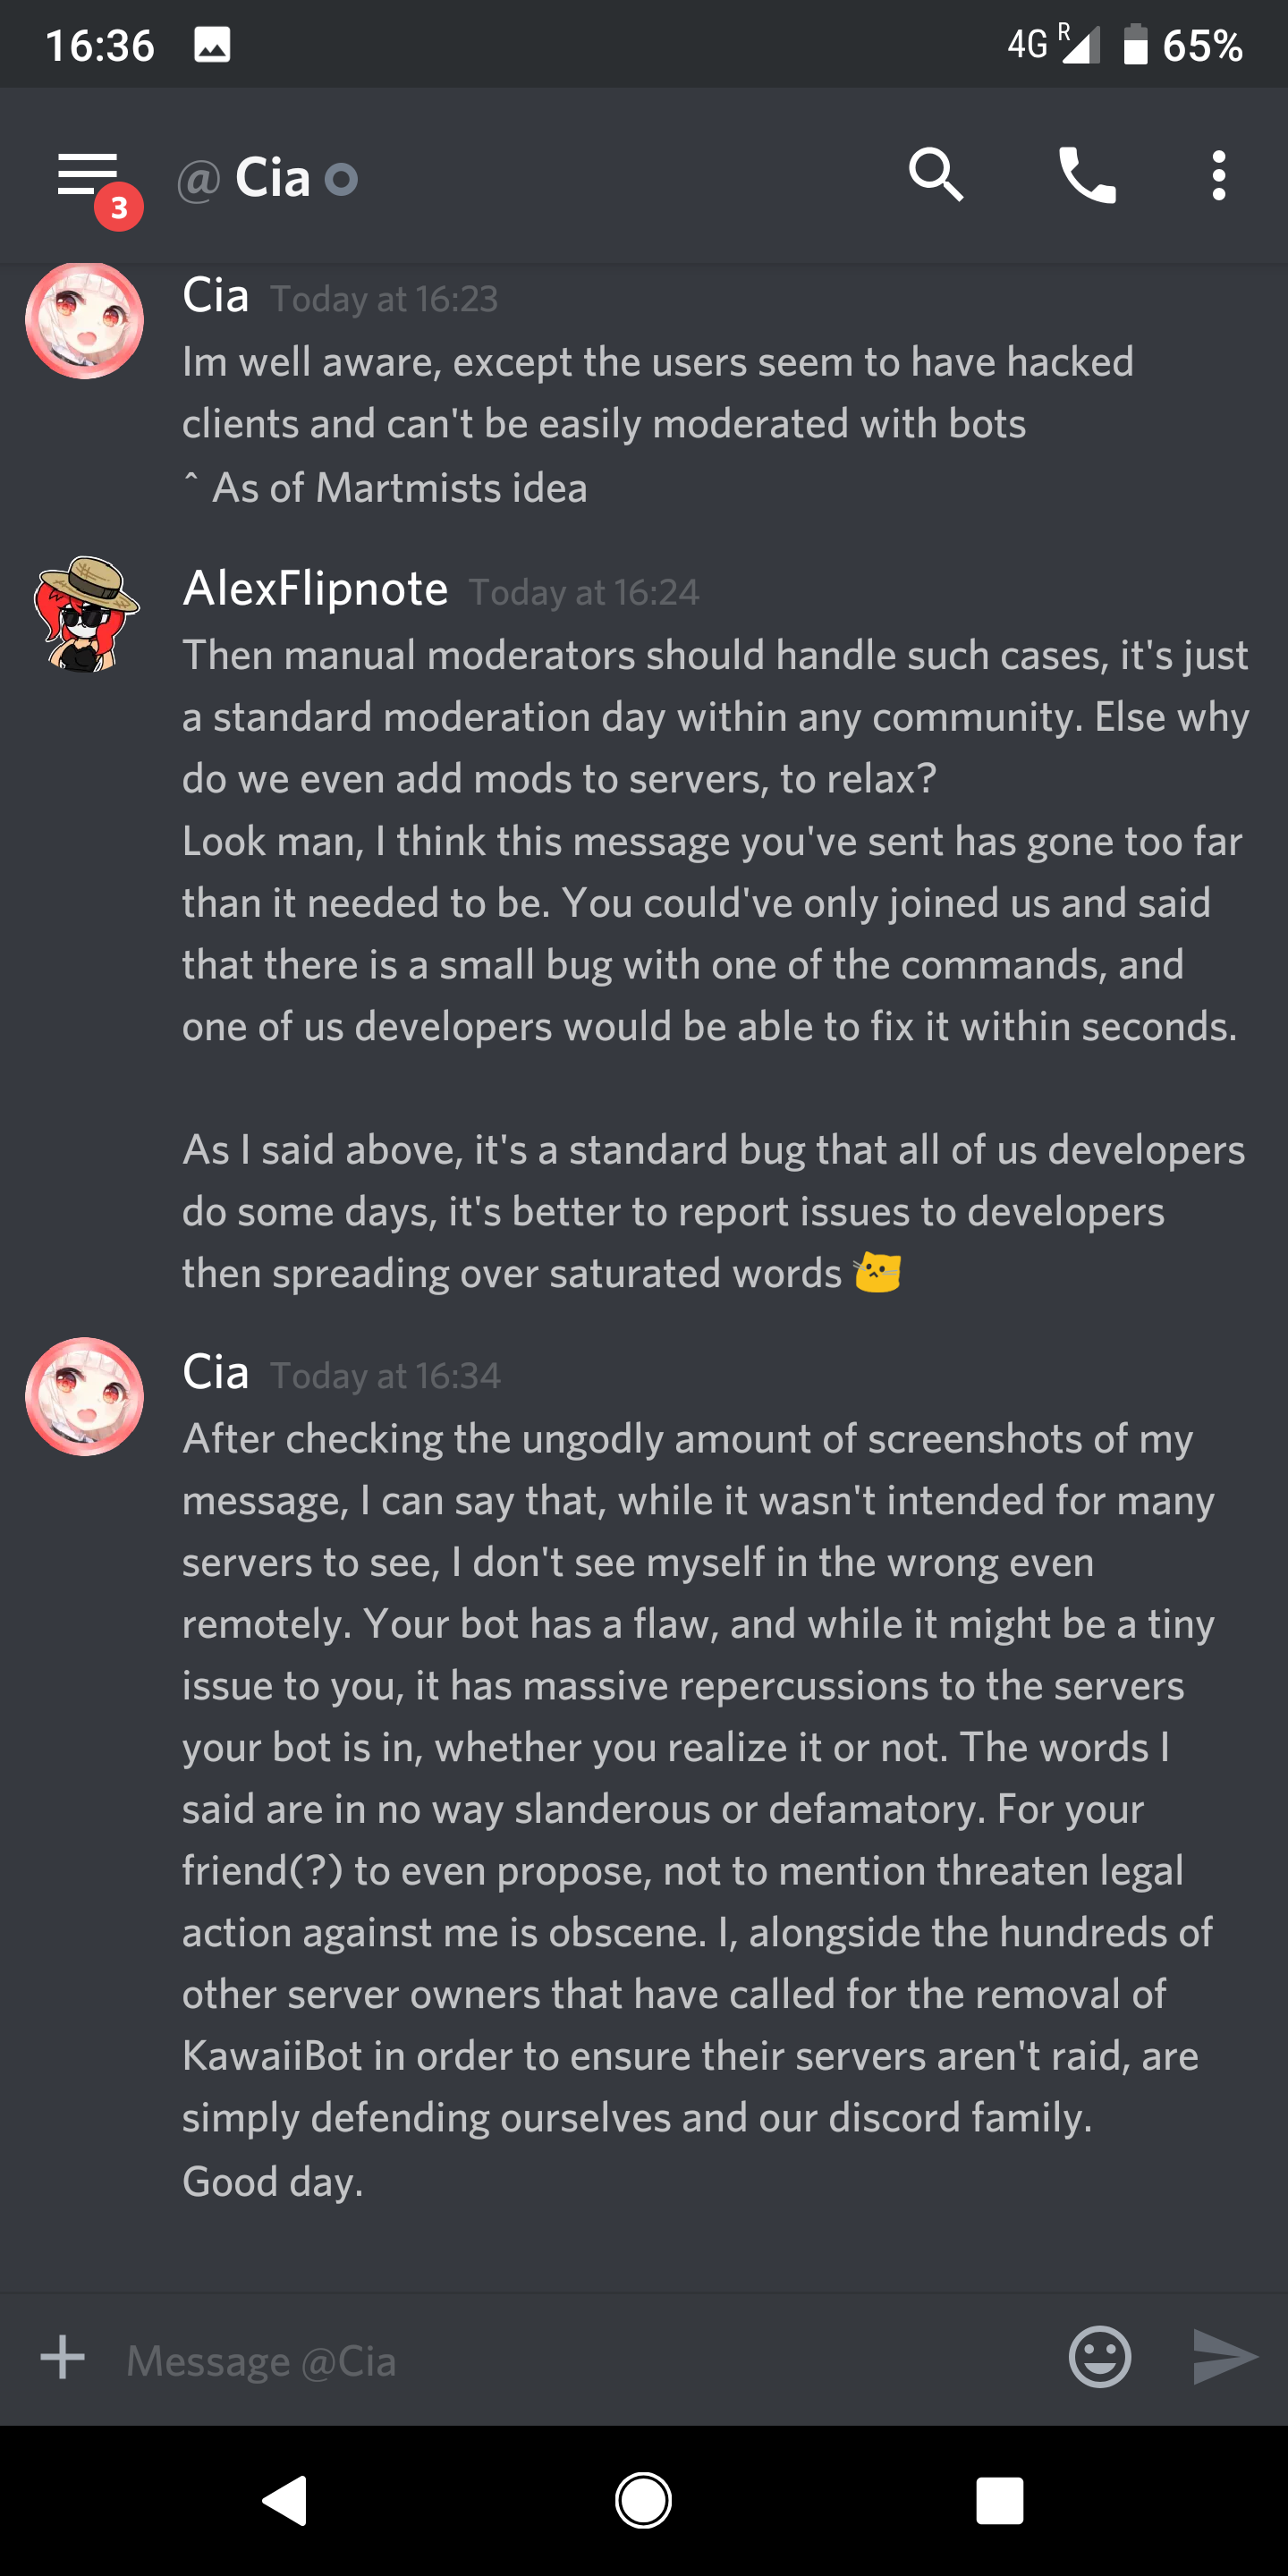 16:36
4G R 65%
3
@ Cia
Cia Today at 16:23
Im well aware, except the users seem to have hacked
clients and can't be easily moderated with bots
^ As of Martmists idea
AlexFlipnote Today at 16:24
Then manual moderators should handle such cases, it's just
a standard moderation day within any community. Else why
do we even add mods to servers, to relax?
Look man, I think this message you've sent has gone too far
than it needed to be. You could've only joined us and said
that there is a small bug with one of the commands, and
one of us developers would be able to fix it within seconds.
As I said above, it's a standard bug that all of us developers
do some days, it's better to report issues to developers
then spreading over saturated words
Cia Today at 16:34
After checking the ungodly amount of screenshots of my
message, I can say that, while it wasn't intended for many
servers to see, I don't see myself in the wrong even
remotely. Your bot has a flaw, and while it might be a tiny
issue to you, it has massive repercussions to the servers
your bot is in, whether you realize it or not. The words I
said are in no way slanderous or defamatory. For your
friend(?) to even propose, not to mention threaten legal
action against me is obscene. I, alongside the hundreds of
other server owners that have called for the removal of
KawaiiBot in order to ensure their servers aren't raid, are
simply defending ourselves and our discord family.
Good day.
Message @Cia